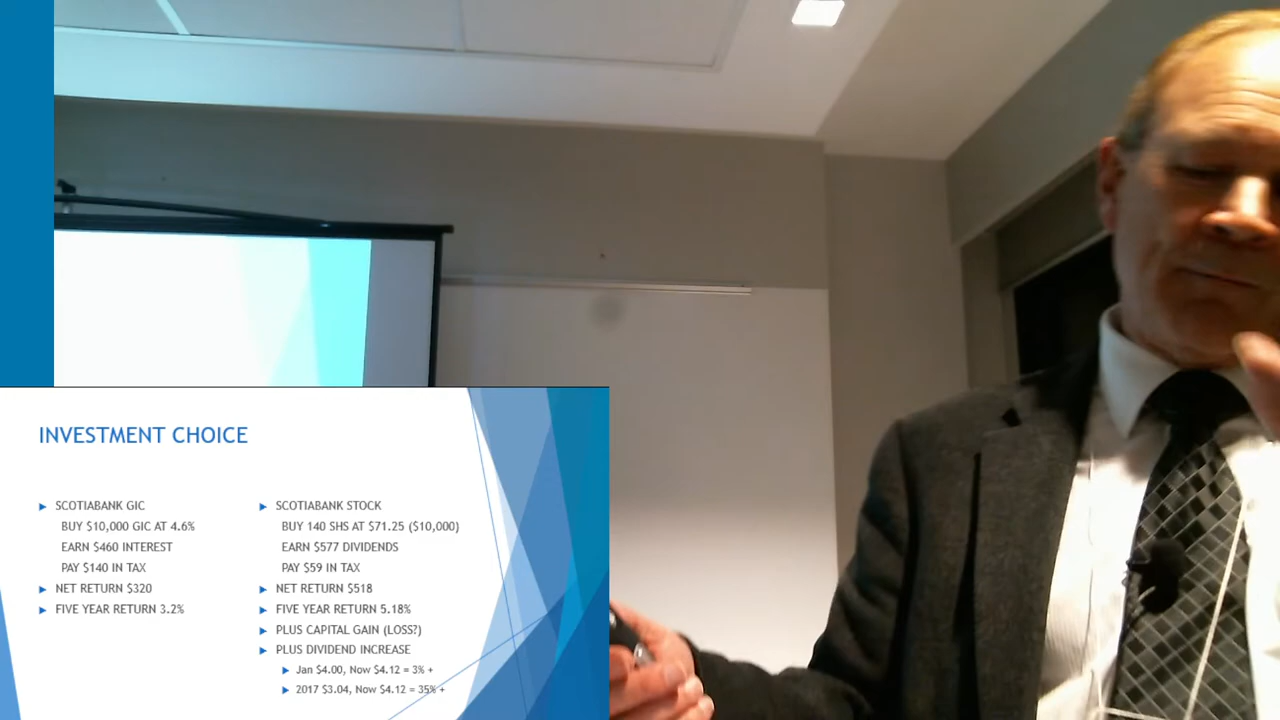 INVESTMENT CHOICE
SCOTIABANK GIC
BUY $10,000 GIC AT 4.6%
EARN $460 INTEREST
PAY $140 IN TAX
NET RETURN $320
FIVE YEAR RETURN 3.2%
SCOTIABANK STOCK
BUY 140 SHS AT $71.25 ($10,000)
EARN $577 DIVIDENDS
PAY $59 IN TAX
NET RETURN $518
FIVE YEAR RETURN 5.18%
PLUS CAPITAL GAIN (LOSS?)
PLUS DIVIDEND INCREASE
Jan $4.00, Now $4.12 = 3% +
2017 $3.04, Now $4.12 = 35% +